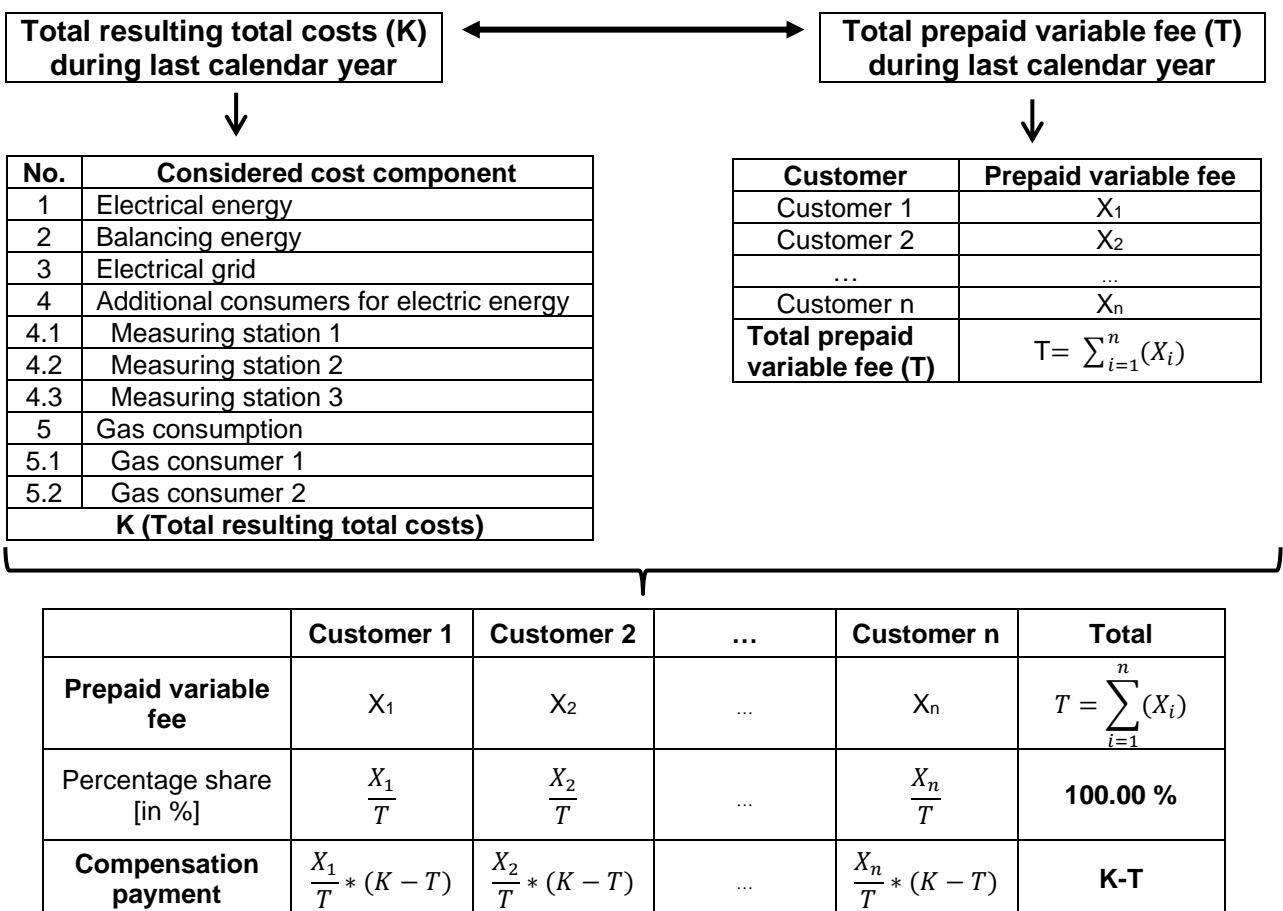 Total resulting total costs (K)
during last calendar year
Total prepaid variable fee (T)
during last calendar year
No. Considered cost component
1 Electrical energy
2 Balancing energy
3 Electrical grid
4 Additional consumers for electric energy
4.1 Measuring station 1
4.2 Measuring station 2
4.3 Measuring station 3
5 Gas consumption
5.1 Gas consumer 1
5.2 Gas consumer 2
K (Total resulting total costs)
Customer Prepaid variable fee
Customer 1 X₁
Customer 2 X₂
… …
Customer n Xₙ
Total prepaid
variable fee (T) T= ∑ⁿᵢ₌₁(Xᵢ)
Customer 1 Customer 2 … Customer n Total
Prepaid variable
fee X₁ X₂ … Xₙ T = ∑ⁿᵢ₌₁(Xᵢ)
Percentage share
[in %] X₁/T X₂/T … Xₙ/T 100.00 %
Compensation
payment X₁/T * (K − T) X₂/T * (K − T) … Xₙ/T * (K − T) K-T